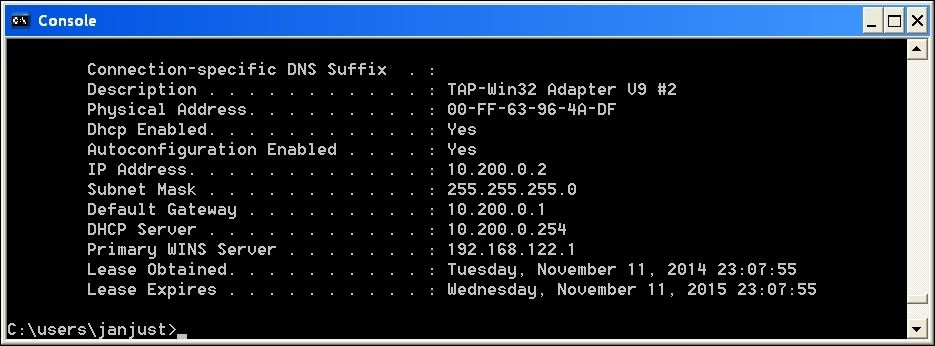 Console
Connection-specific DNS Suffix  . :
Description . . . . . . . . . . . : TAP-Win32 Adapter V9 #2
Physical Address. . . . . . . . . : 00-FF-63-96-4A-DF
Dhcp Enabled. . . . . . . . . . . : Yes
Autoconfiguration Enabled . . . . : Yes
IP Address. . . . . . . . . . . . : 10.200.0.2
Subnet Mask . . . . . . . . . . . : 255.255.255.0
Default Gateway . . . . . . . . . : 10.200.0.1
DHCP Server . . . . . . . . . . . : 10.200.0.254
Primary WINS Server . . . . . . . : 192.168.122.1
Lease Obtained. . . . . . . . . . : Tuesday, November 11, 2014 23:07:55
Lease Expires . . . . . . . . . . : Wednesday, November 11, 2015 23:07:55
C:\users\janjust>_